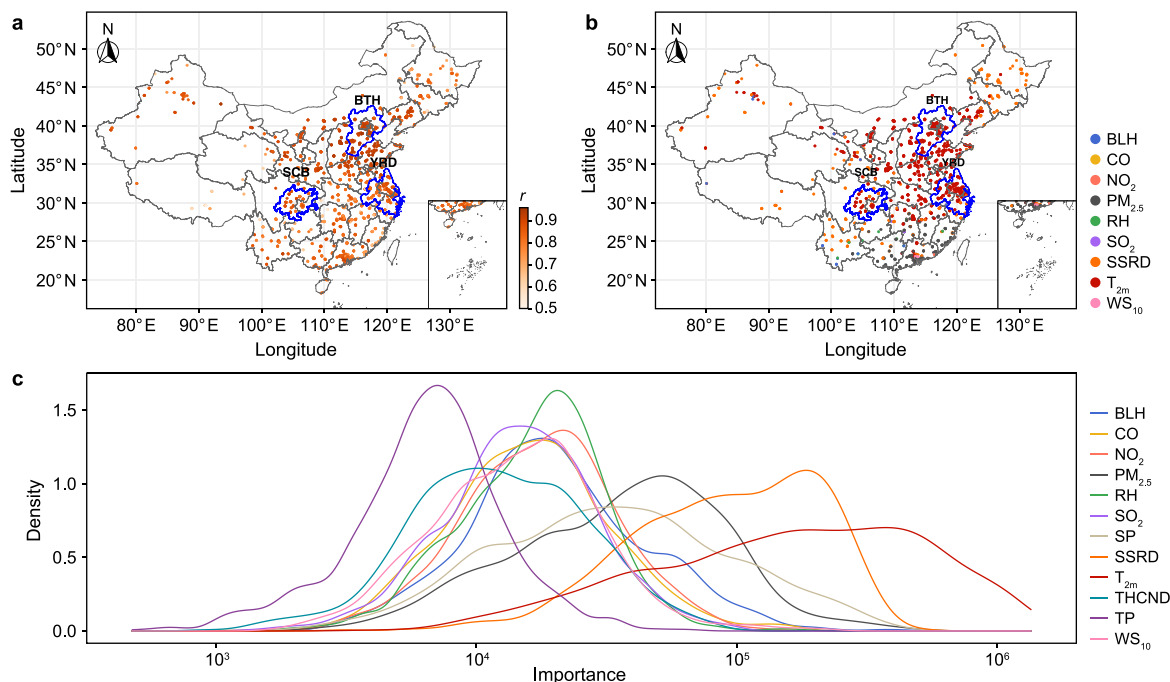 a
N
50° N
45° N
40° N
35° N
30° N
25° N
20° N
Latitude
BTH
SCB
YRD
r
0.9
0.8
0.7
0.6
0.5
80° E
90° E
100° E
110° E
120° E
130° E
Longitude
b
N
50° N
45° N
40° N
35° N
30° N
25° N
20° N
Latitude
BTH
SCB
YRD
80° E
90° E
100° E
110° E
120° E
130° E
Longitude
BLH
CO
NO₂
PM₂.₅
RH
SO₂
SSRD
T₂ₘ
WS₁₀
c
1.5
1.0
0.5
0.0
Density
10³
10⁴
10⁵
10⁶
Importance
BLH
CO
NO₂
PM₂.₅
RH
SO₂
SP
SSRD
T₂ₘ
THCND
TP
WS₁₀